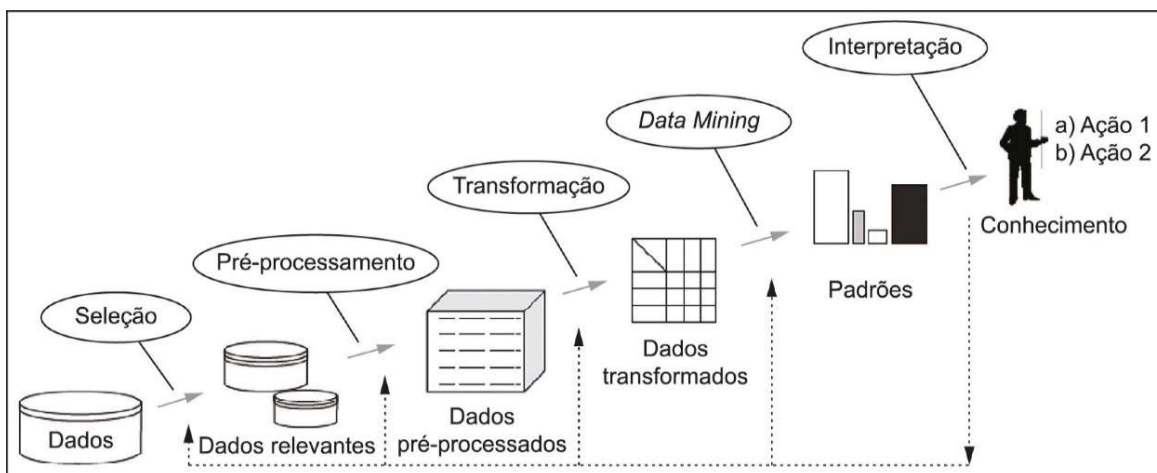 Interpretação
Data Mining
a) Ação 1
b) Ação 2
Transformação
Conhecimento
Pré-processamento
Padrões
Seleção
Dados
transformados
Dados
pré-processados
Dados relevantes
Dados